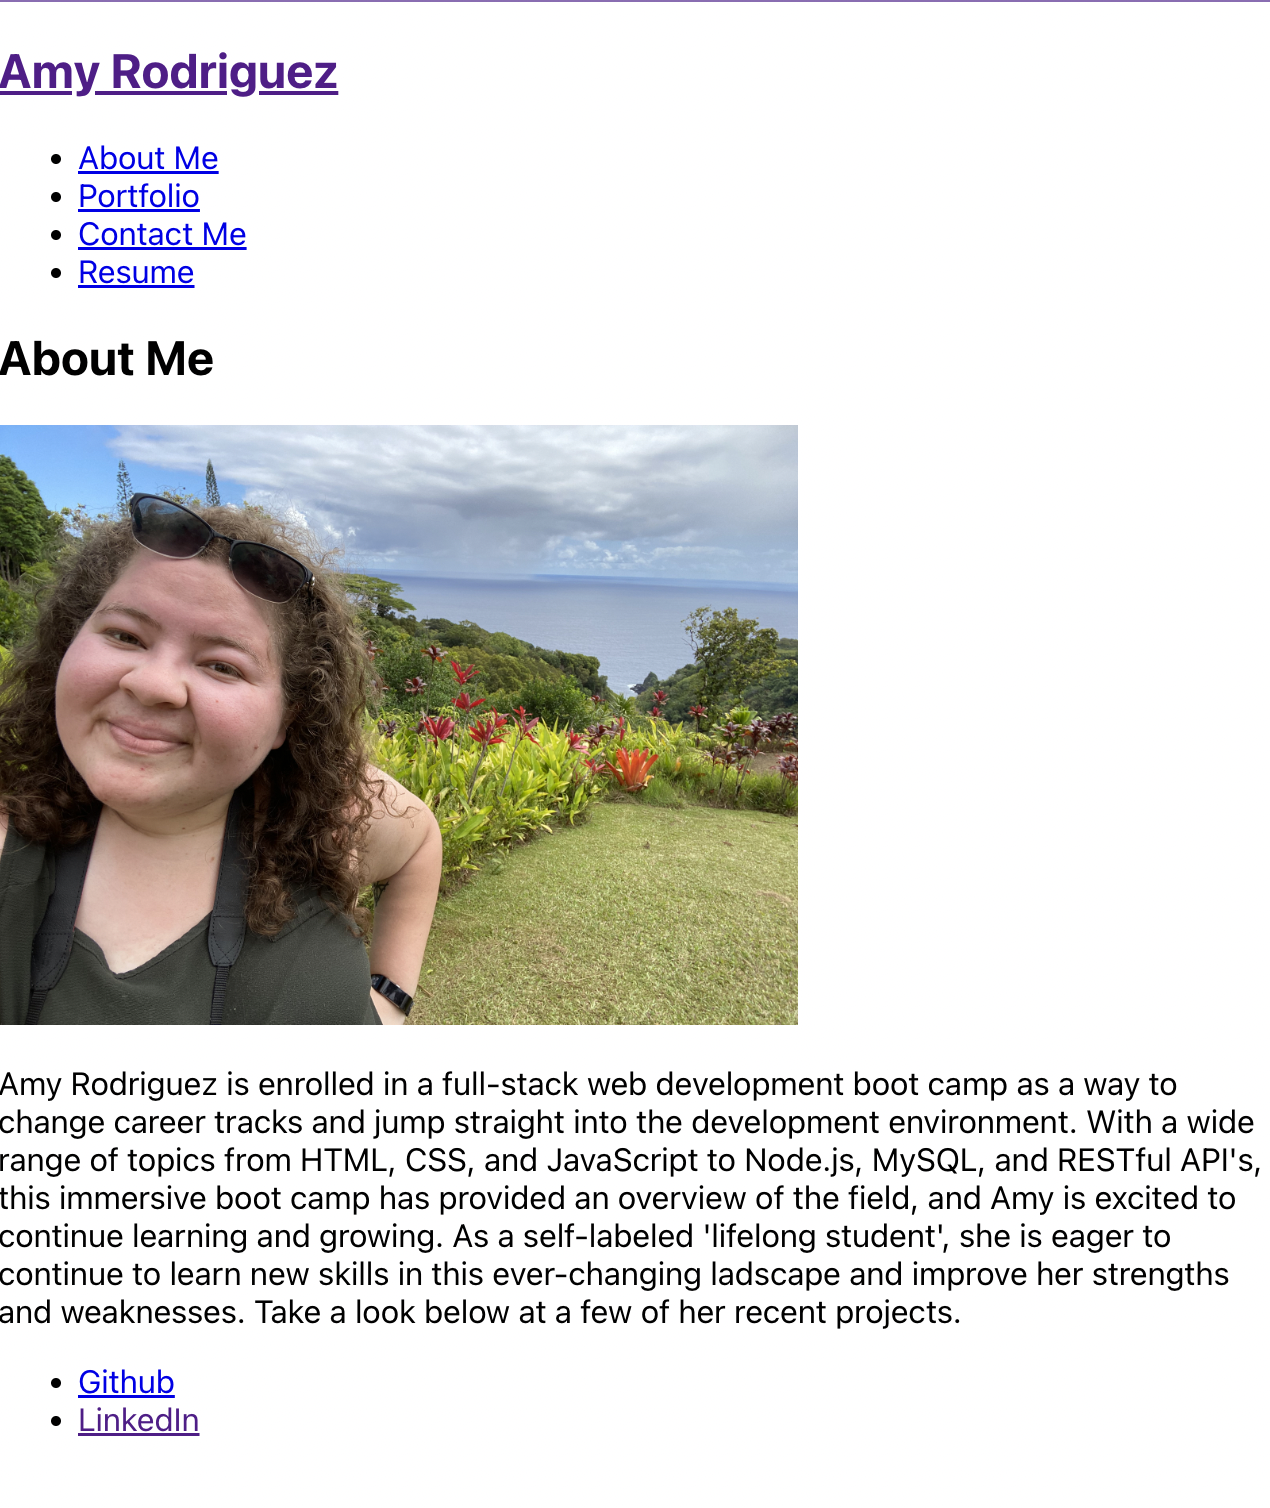 Amy Rodriguez
About Me
Portfolio
Contact Me
Resume
About Me
Amy Rodriguez is enrolled in a full-stack web development boot camp as a way to
change career tracks and jump straight into the development environment. With a wide
range of topics from HTML, CSS, and JavaScript to Node.js, MySQL, and RESTful API's,
this immersive boot camp has provided an overview of the field, and Amy is excited to
continue learning and growing. As a self-labeled 'lifelong student', she is eager to
continue to learn new skills in this ever-changing ladscape and improve her strengths
and weaknesses. Take a look below at a few of her recent projects.
Github
LinkedIn